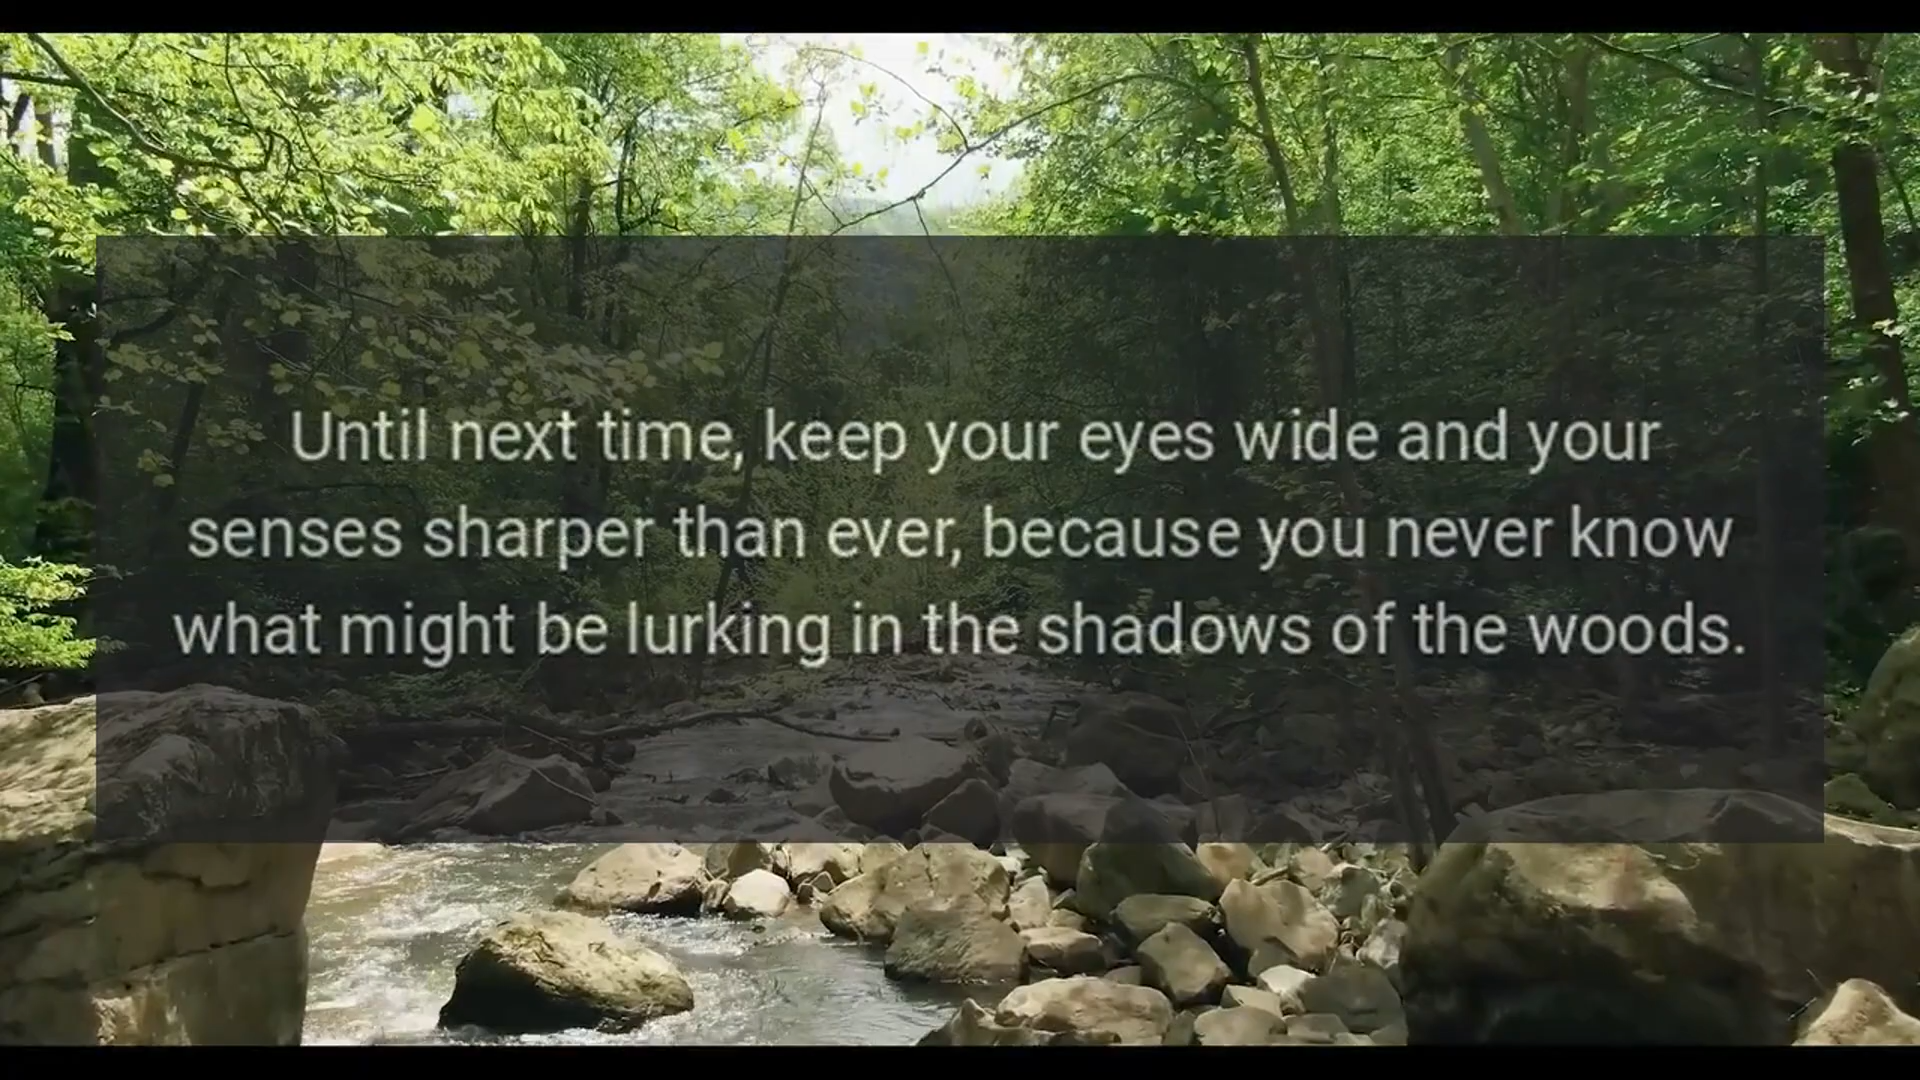 Until next time, keep your eyes wide and your
senses sharper than ever, because you never know
what might be lurking in the shadows of the woods.